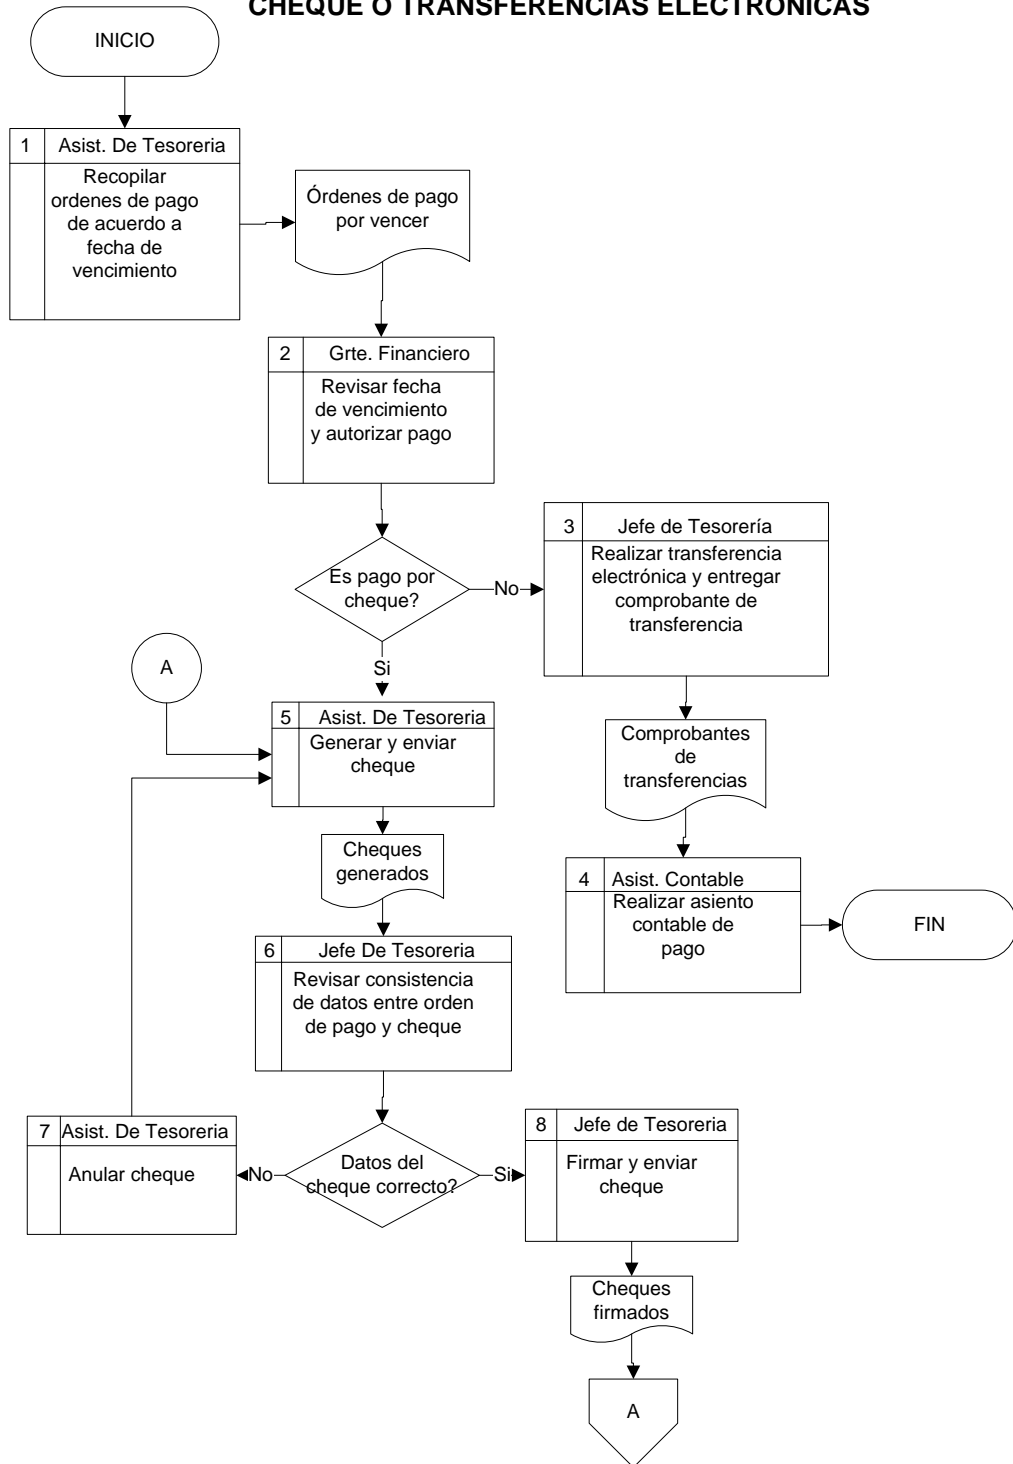 CHEQUE O TRANSFERENCIAS ELECTRONICAS
INICIO
1 Asist. De Tesoreria
Recopilar
ordenes de pago
de acuerdo a
fecha de
vencimiento
Órdenes de pago
por vencer
2 Grte. Financiero
Revisar fecha
de vencimiento
y autorizar pago
Es pago por
cheque?
No
Si
3 Jefe de Tesorería
Realizar transferencia
electrónica y entregar
comprobante de
transferencia
Comprobantes
de
transferencias
4 Asist. Contable
Realizar asiento
contable de
pago
FIN
A
5 Asist. De Tesoreria
Generar y enviar
cheque
Cheques
generados
6 Jefe De Tesoreria
Revisar consistencia
de datos entre orden
de pago y cheque
Datos del
cheque correcto?
No
Si
7 Asist. De Tesoreria
Anular cheque
8 Jefe de Tesoreria
Firmar y enviar
cheque
Cheques
firmados
A